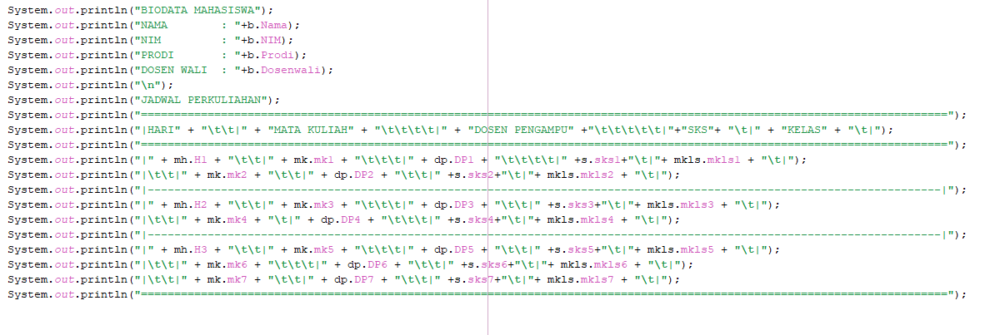 System.out.println("BIODATA MAHASISWA");
System.out.println("NAMA        : "+b.Nama);
System.out.println("NIM         : "+b.NIM);
System.out.println("PRODI       : "+b.Prodi);
System.out.println("DOSEN WALI  : "+b.Dosenwali);
System.out.println("\n");
System.out.println("JADWAL PERKULIAHAN");
System.out.println("=========================================================================================================================");
System.out.println("|HARI" + "\t\t|" + "MATA KULIAH" + "\t\t\t\t|" + "DOSEN PENGAMPU" +"\t\t\t\t\t|"+"SKS"+ "\t|" + "KELAS" + "\t|");
System.out.println("=========================================================================================================================");
System.out.println("|" + mh.H1 + "\t\t|" + mk.mk1 + "\t\t\t|" + dp.DP1 + "\t\t\t\t|" +s.sks1+"\t|"+ mkls.mkls1 + "\t|");
System.out.println("|\t\t|" + mk.mk2 + "\t\t|" + dp.DP2 + "\t\t|" +s.sks2+"\t|"+ mkls.mkls2 + "\t|");
System.out.println("|-----------------------------------------------------------------------------------------------------------------------|");
System.out.println("|" + mh.H2 + "\t\t|" + mk.mk3 + "\t\t\t|" + dp.DP3 + "\t\t|" +s.sks3+"\t|"+ mkls.mkls3 + "\t|");
System.out.println("|\t\t|" + mk.mk4 + "\t|" + dp.DP4 + "\t\t\t|" +s.sks4+"\t|"+ mkls.mkls4 + "\t|");
System.out.println("|-----------------------------------------------------------------------------------------------------------------------|");
System.out.println("|" + mh.H3 + "\t\t|" + mk.mk5 + "\t\t\t|" + dp.DP5 + "\t\t|" +s.sks5+"\t|"+ mkls.mkls5 + "\t|");
System.out.println("|\t\t|" + mk.mk6 + "\t\t\t|" + dp.DP6 + "\t\t|" +s.sks6+"\t|"+ mkls.mkls6 + "\t|");
System.out.println("|\t\t|" + mk.mk7 + "\t\t|" + dp.DP7 + "\t\t|" +s.sks7+"\t|"+ mkls.mkls7 + "\t|");
System.out.println("=========================================================================================================================");